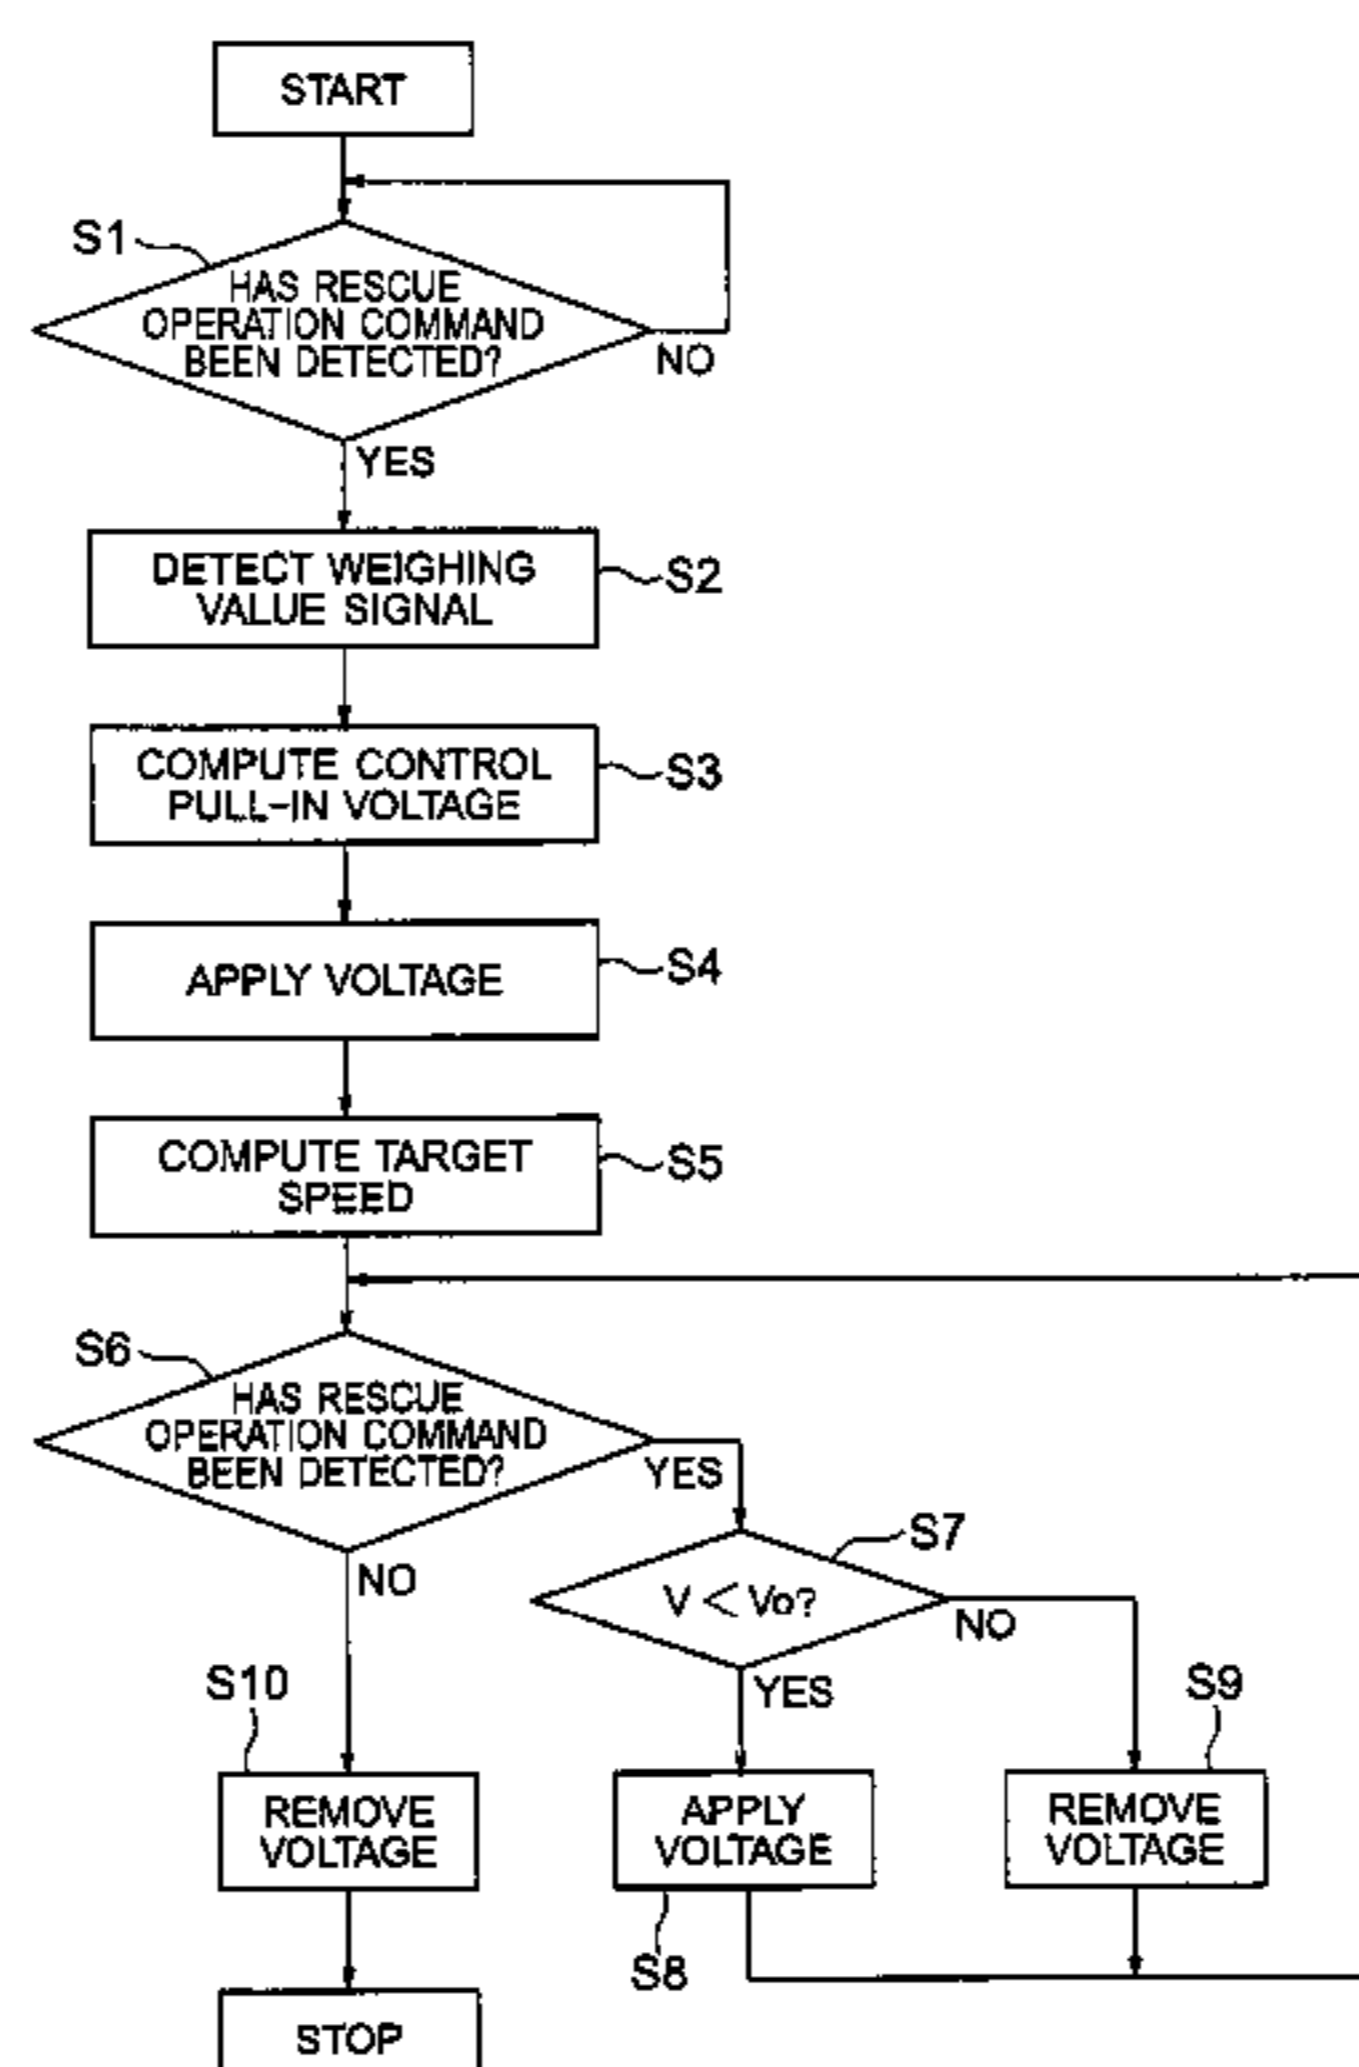 START
S1
HAS RESCUE
OPERATION COMMAND
BEEN DETECTED?
NO
YES
DETECT WEIGHING
VALUE SIGNAL
S2
COMPUTE CONTROL
PULL-IN VOLTAGE
S3
APPLY VOLTAGE
S4
COMPUTE TARGET
SPEED
S5
S6
HAS RESCUE
OPERATION COMMAND
BEEN DETECTED?
YES
NO
S7
V < Vo?
NO
YES
S10
REMOVE
VOLTAGE
APPLY
VOLTAGE
S8
S9
REMOVE
VOLTAGE
STOP